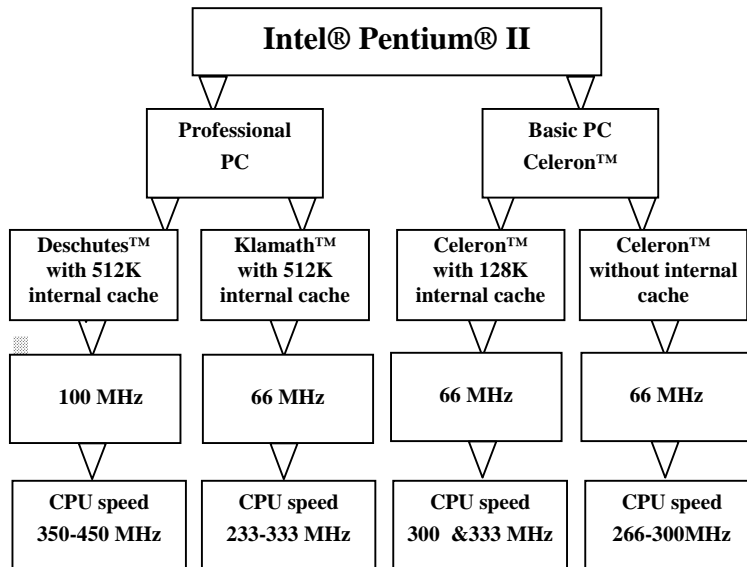 Intel® Pentium® II
Professional
PC
Basic PC
Celeron™
Deschutes™
with 512K
internal cache
Klamath™
with 512K
internal cache
Celeron™
with 128K
internal cache
Celeron™
without internal
cache
100 MHz
66 MHz
66 MHz
66 MHz
CPU speed
350-450 MHz
CPU speed
233-333 MHz
CPU speed
300 &333 MHz
CPU speed
266-300MHz